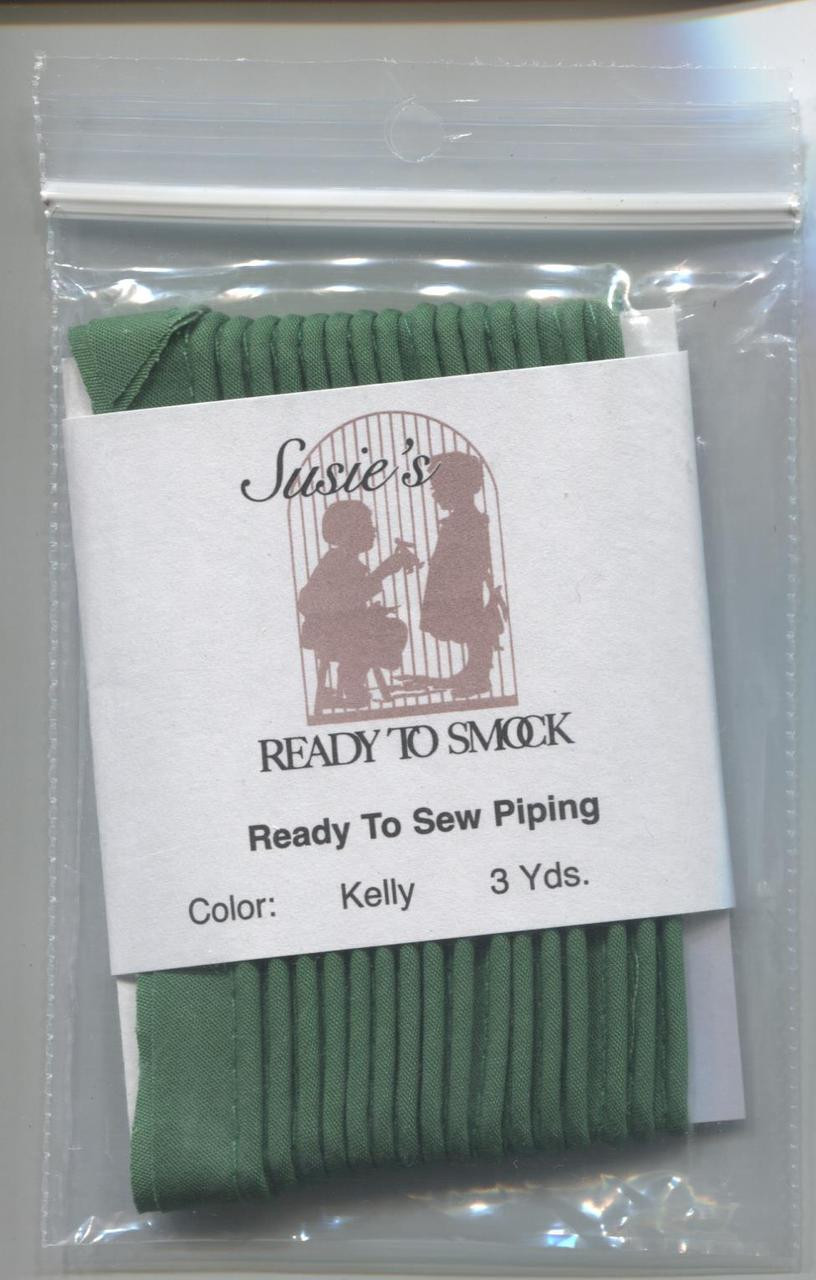 Susie's
READY TO SMOCK
Ready To Sew Piping
Color: Kelly 3 Yds.